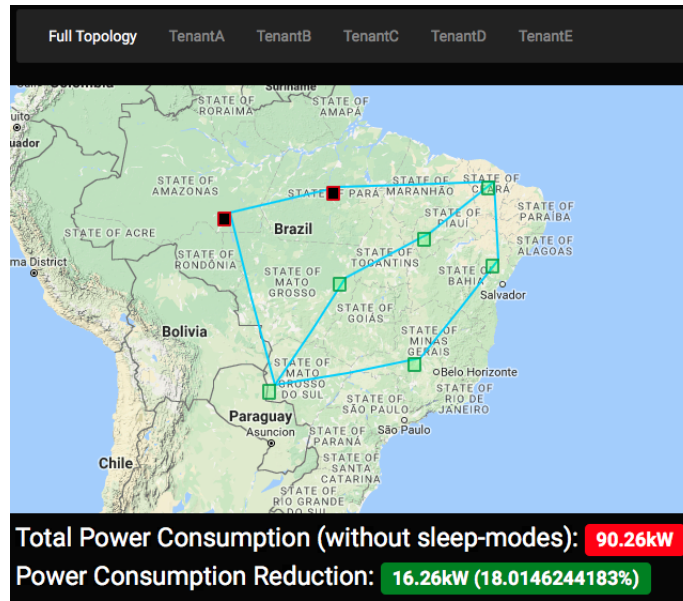 Full Topology TenantA TenantB TenantC TenantD TenantE
Suriname
STATE OF RORAIMA
STATE OF AMAPÁ
STATE OF AMAZONAS
STATE
PARÁ
STATE OF MARANHÃO
STATE OF
STATE OF PIAUÍ
STATE OF PARAÍBA
STATE OF ACRE
Brazil
STATE OF ALAGOAS
ma District
STATE OF RONDÔNIA
STATE OF TOCANTINS
STATE OF MATO GROSSO
BAHIA
Salvador
STATE OF GOIÁS
Bolivia
STATE OF MINAS GERAIS
STATE OF MATO GROSSO DO SUL
Belo Horizonte
STATE OF SÃO PAULO
STATE OF RIO DE JANEIRO
Paraguay
Asuncion
São Paulo
STATE OF PARANÁ
Chile
STATE OF SANTA CATARINA
STATE OF RIO GRANDE DO SUL
Total Power Consumption (without sleep-modes): 90.26kW
Power Consumption Reduction: 16.26kW (18.0146244183%)